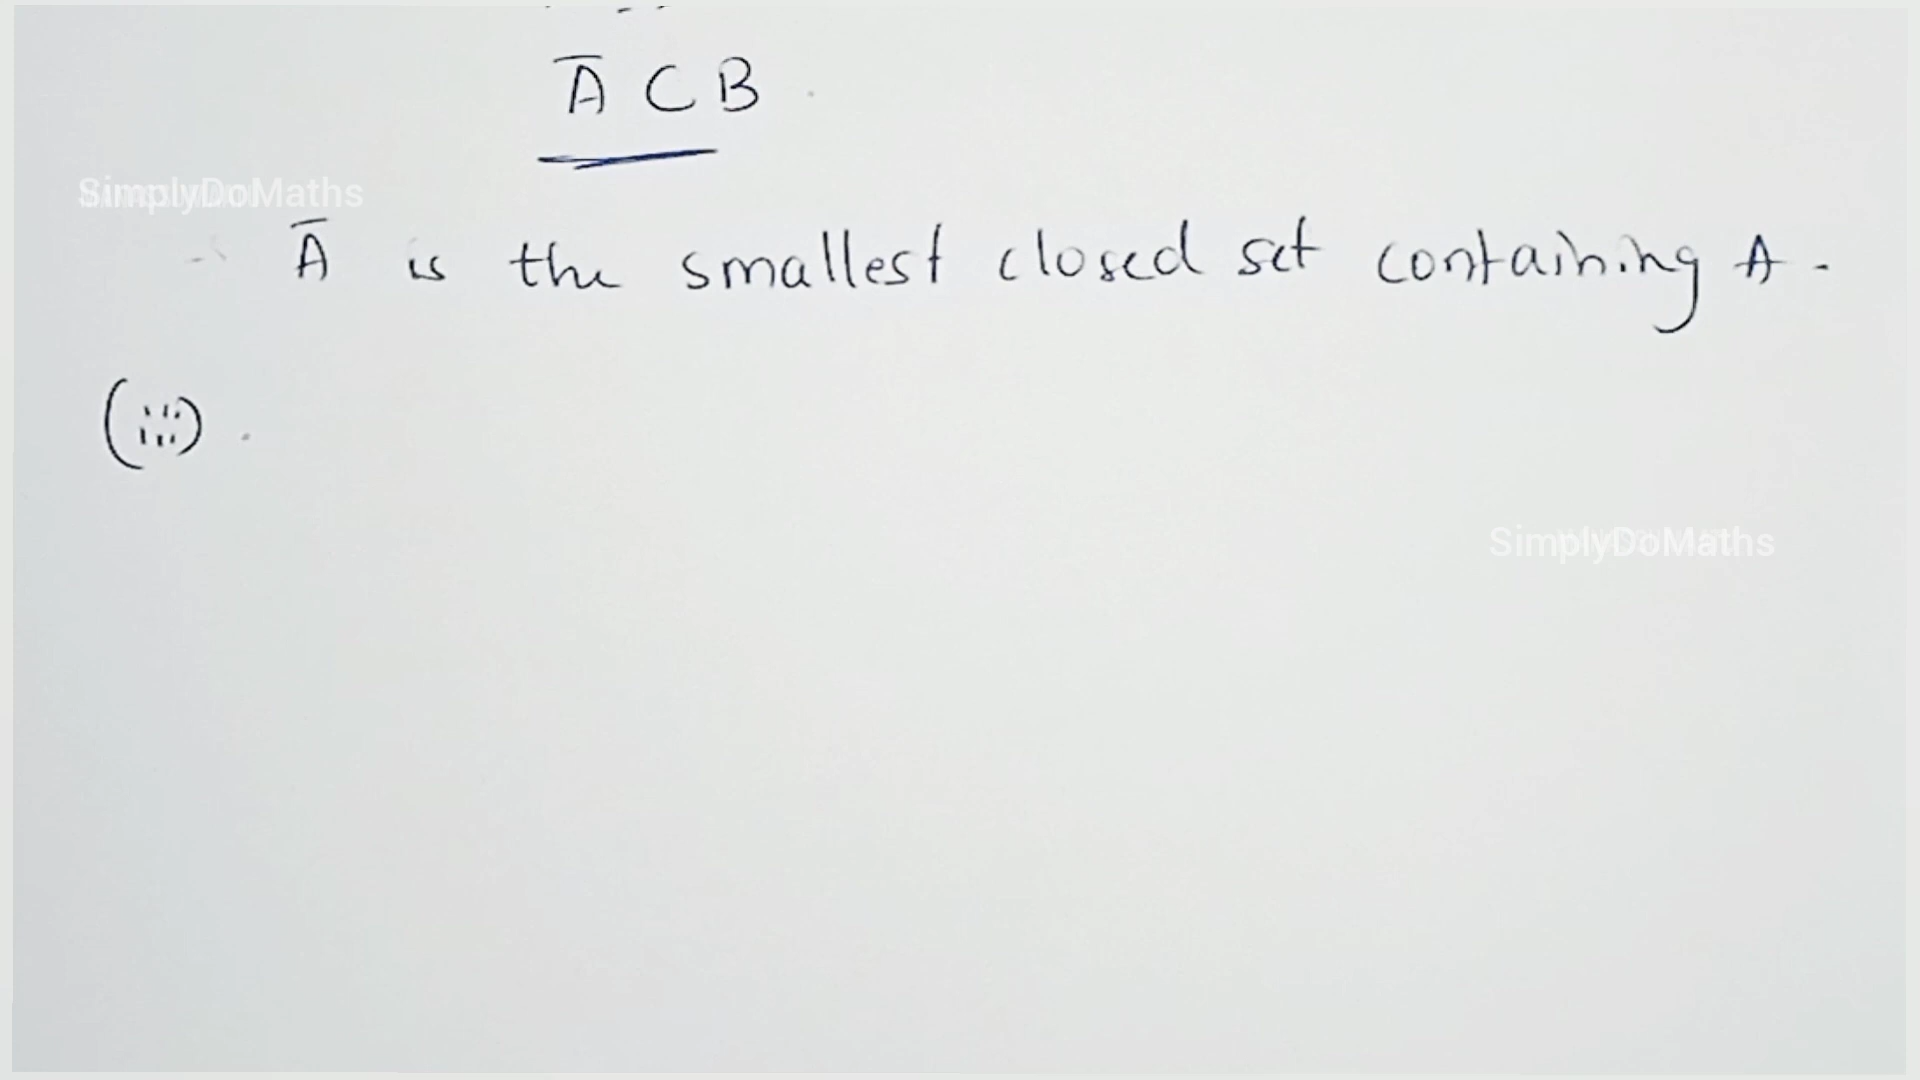 Ā ⊂ B
SimplyDoMaths
Ā is the smallest closed set containing A.
(iii).
SimplyDoMaths